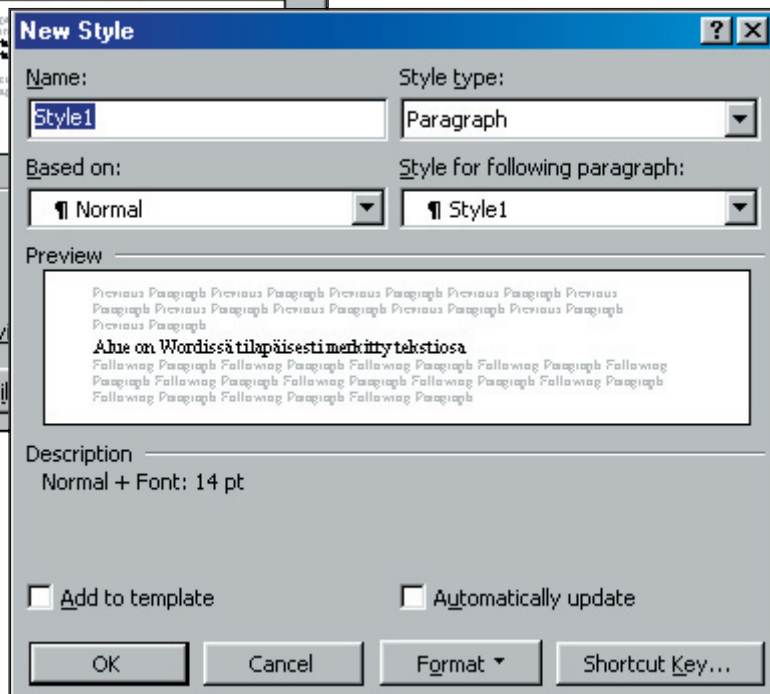 New Style
Name:
Style type:
Style1
Paragraph
Based on:
Style for following paragraph:
¶ Normal
¶ Style1
Preview
Previous Paragraph Previous Paragraph Previous Paragraph Previous Paragraph Previous
Paragraph Previous Paragraph Previous Paragraph Previous Paragraph Previous Paragraph
Previous Paragraph
Alue on Wordissä tilapäisesti merkitty tekstiosa
Following Paragraph Following Paragraph Following Paragraph Following Paragraph Following
Paragraph Following Paragraph Following Paragraph Following Paragraph Following Paragraph
Following Paragraph Following Paragraph Following Paragraph Following Paragraph
Description
Normal + Font: 14 pt
Add to template
Automatically update
OK
Cancel
Format
Shortcut Key...